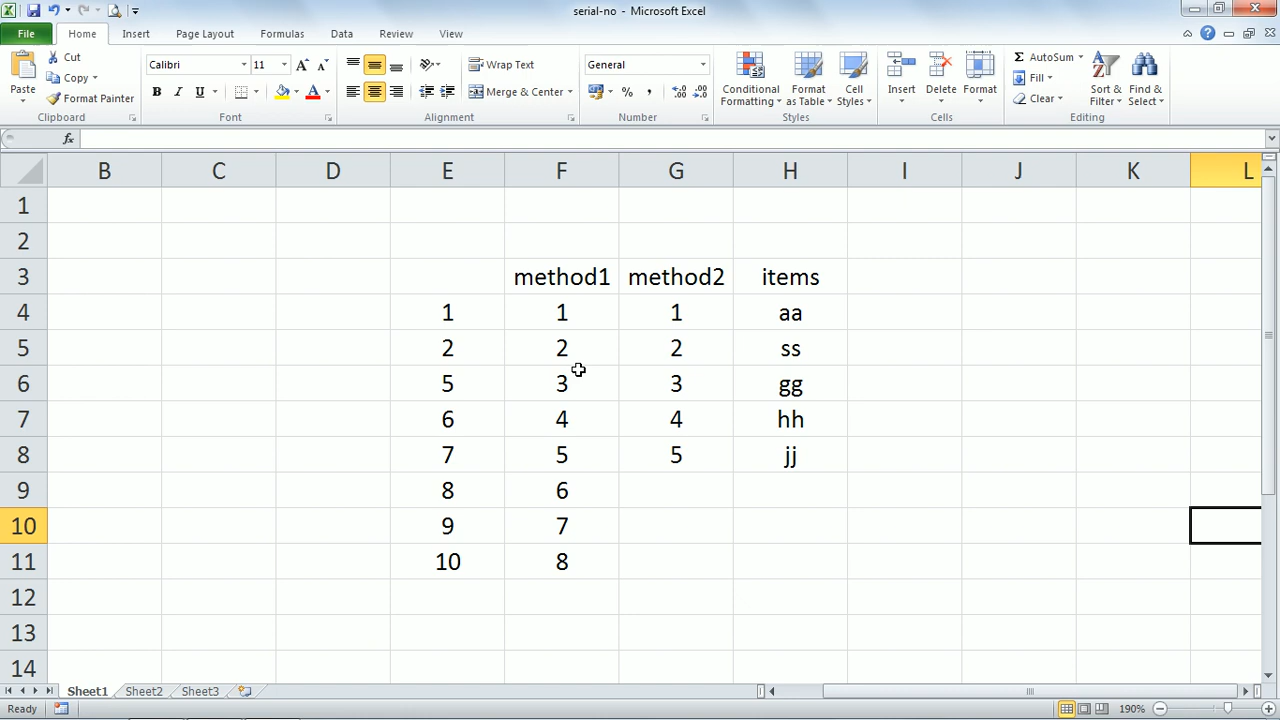 serial-no - Microsoft Excel
File Home Insert Page Layout Formulas Data Review View
Paste
Cut
Copy
Format Painter
Clipboard
Calibri 11
B I U
Font
Wrap Text
Merge & Center
Alignment
General
% ,
Number
Conditional Formatting
Format as Table
Cell Styles
Styles
Insert Delete Format
Cells
Σ AutoSum
Fill
Clear
Sort & Filter
Find & Select
Editing
fx
B C D E F G H I J K L
1
2
3 method1 method2 items
4 1 1 1 aa
5 2 2 2 ss
6 5 3 3 gg
7 6 4 4 hh
8 7 5 5 jj
9 8 6
10 9 7
11 10 8
12
13
14
Sheet1 Sheet2 Sheet3
Ready 190%